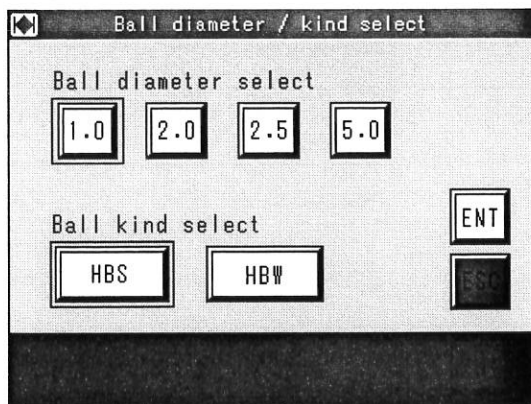 Ball diameter / kind select
Ball diameter select
1.0 2.0 2.5 5.0
Ball kind select
ENT
HBS HBW
ESC